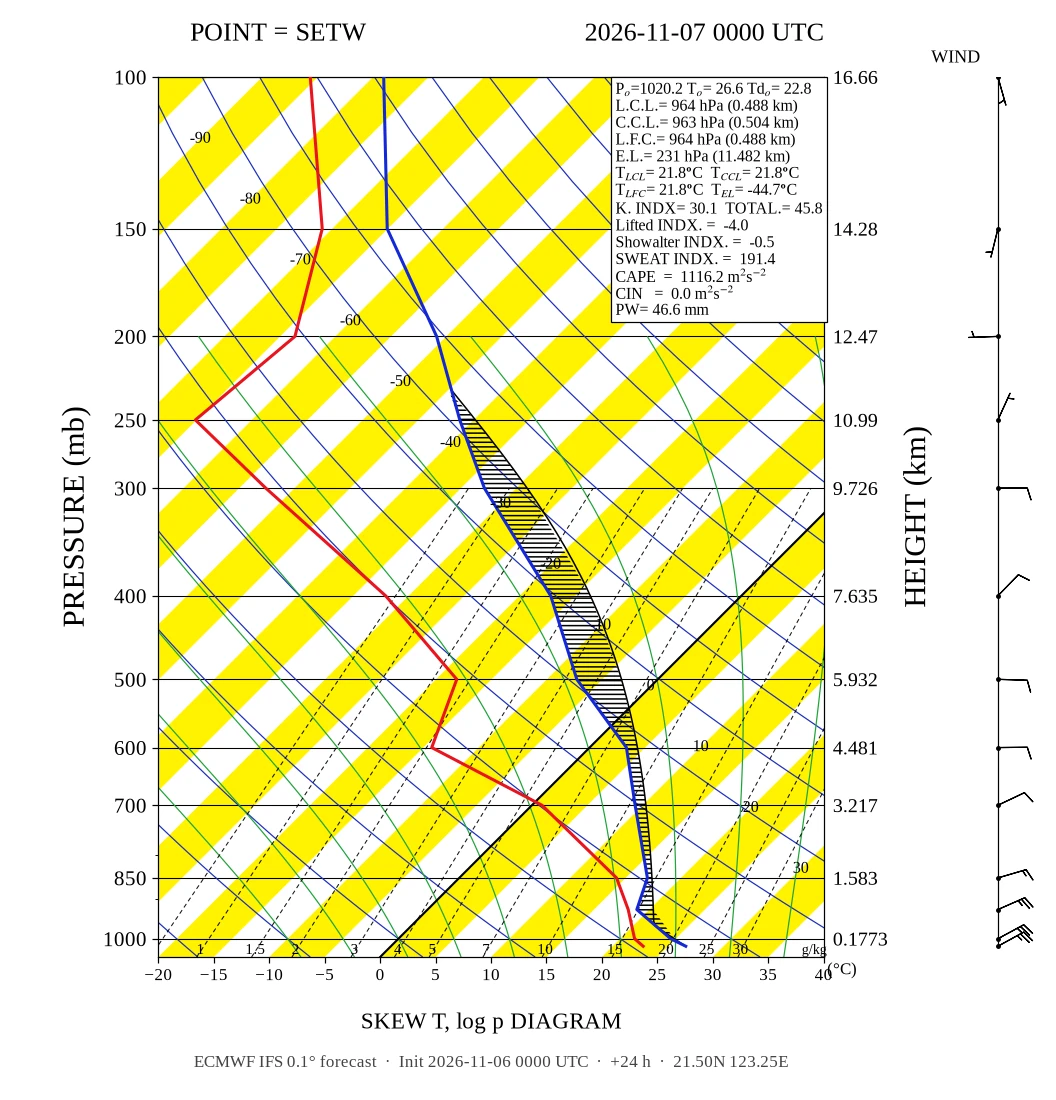 POINT = SETW
2026-11-07 0000 UTC
WIND
100
150
200
250
300
400
500
600
700
850
1000
PRESSURE (mb)
-90
-80
-70
-60
-50
-40
-20
-10
0
10
20
30
P₀=1020.2 T₀= 26.6 Td₀= 22.8
L.C.L.= 964 hPa (0.488 km)
C.C.L.= 963 hPa (0.504 km)
L.F.C.= 964 hPa (0.488 km)
E.L.= 231 hPa (11.482 km)
T_LCL= 21.8°C T_CCL= 21.8°C
T_LFC= 21.8°C T_EL= -44.7°C
K. INDX= 30.1 TOTAL.= 45.8
Lifted INDX. = -4.0
Showalter INDX. = -0.5
SWEAT INDX. = 191.4
CAPE = 1116.2 m²s⁻²
CIN = 0.0 m²s⁻²
PW= 46.6 mm
16.66
14.28
12.47
10.99
9.726
7.635
5.932
4.481
3.217
1.583
0.1773
HEIGHT (km)
1 1.5 2 3 4 5 7 10 15 20 25 30 g/kg
−20 −15 −10 −5 0 5 10 15 20 25 30 35 40 (°C)
SKEW T, log p DIAGRAM
ECMWF IFS 0.1° forecast · Init 2026-11-06 0000 UTC · +24 h · 21.50N 123.25E